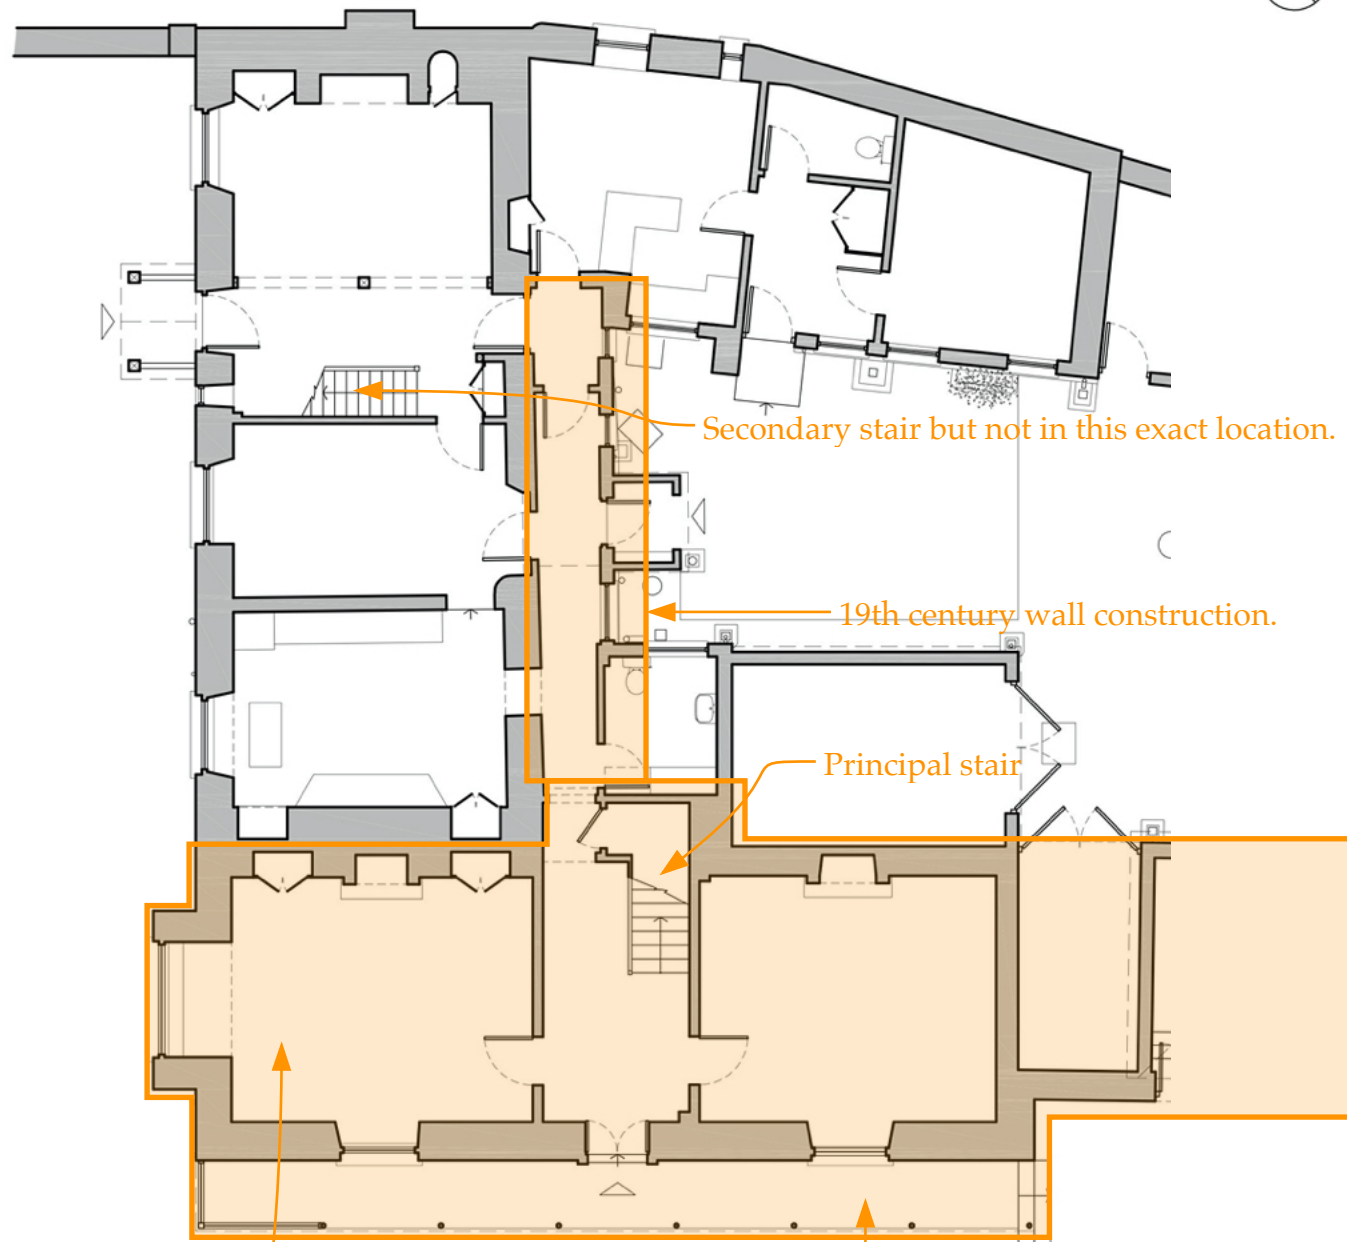 Secondary stair but not in this exact location.
19th century wall construction.
Principal stair